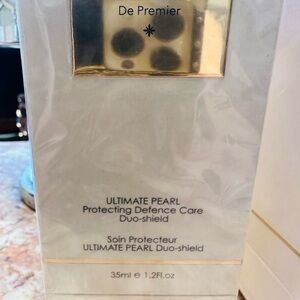 De Premier
ULTIMATE PEARL
Protecting Defence Care
Duo-shield
Soin Protecteur
ULTIMATE PEARL Duo-shield
35ml ℮ 1.2Fl.oz